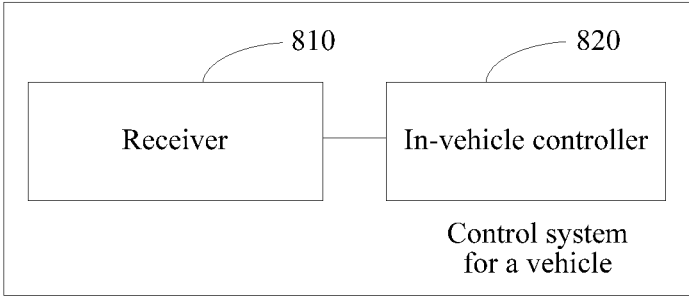 810
820
Receiver
In-vehicle controller
Control system
for a vehicle